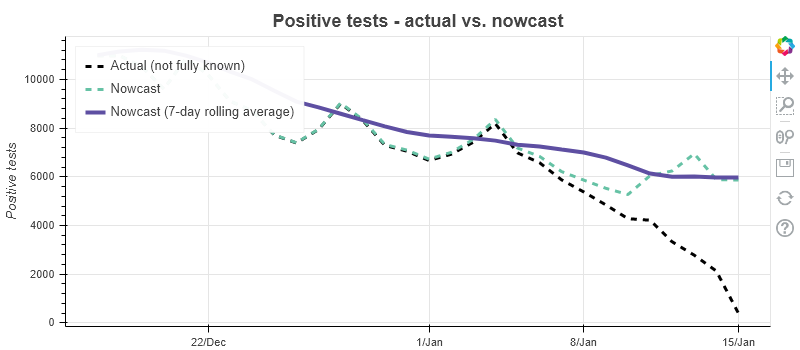 Positive tests - actual vs. nowcast
Actual (not fully known)
Nowcast
Nowcast (7-day rolling average)
Positive tests
10000
8000
6000
4000
2000
0
22/Dec
1/Jan
8/Jan
15/Jan